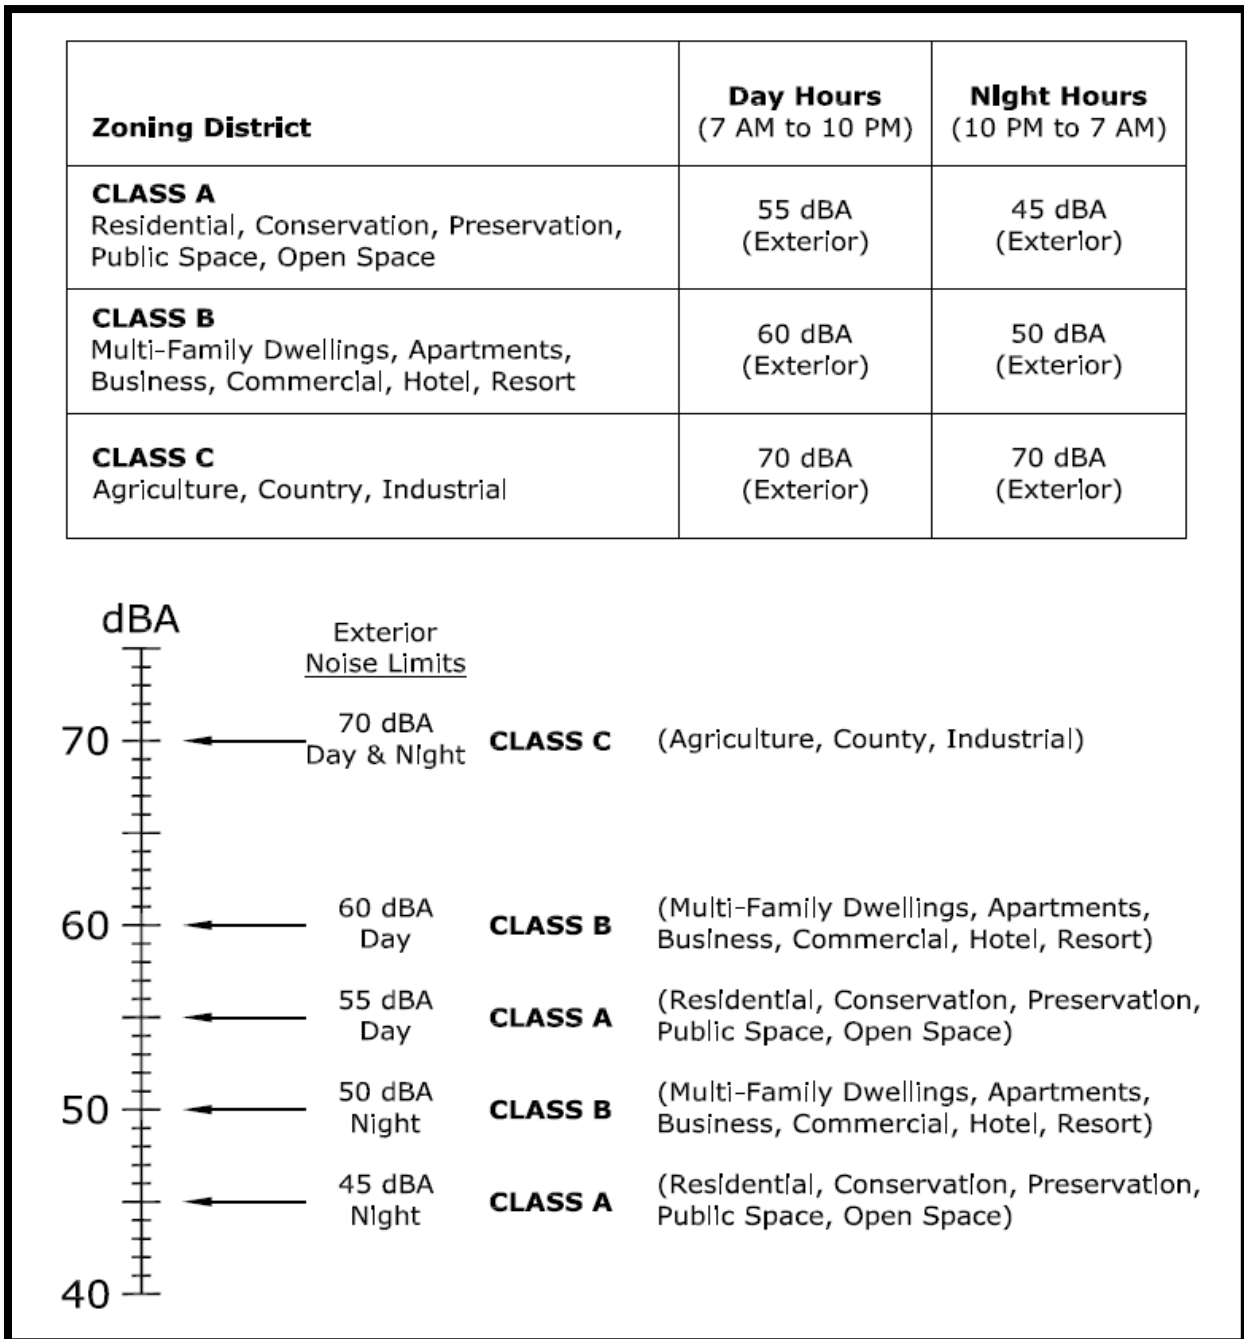 Zoning District
Day Hours
(7 AM to 10 PM)
Night Hours
(10 PM to 7 AM)
CLASS A
Residential, Conservation, Preservation,
Public Space, Open Space
55 dBA
(Exterior)
45 dBA
(Exterior)
CLASS B
Multi-Family Dwellings, Apartments,
Business, Commercial, Hotel, Resort
60 dBA
(Exterior)
50 dBA
(Exterior)
CLASS C
Agriculture, Country, Industrial
70 dBA
(Exterior)
70 dBA
(Exterior)
dBA
Exterior
Noise Limits
70
70 dBA
Day & Night
CLASS C
(Agriculture, County, Industrial)
60
60 dBA
Day
CLASS B
(Multi-Family Dwellings, Apartments,
Business, Commercial, Hotel, Resort)
55 dBA
Day
CLASS A
(Residential, Conservation, Preservation,
Public Space, Open Space)
50
50 dBA
Night
CLASS B
(Multi-Family Dwellings, Apartments,
Business, Commercial, Hotel, Resort)
45 dBA
Night
CLASS A
(Residential, Conservation, Preservation,
Public Space, Open Space)
40